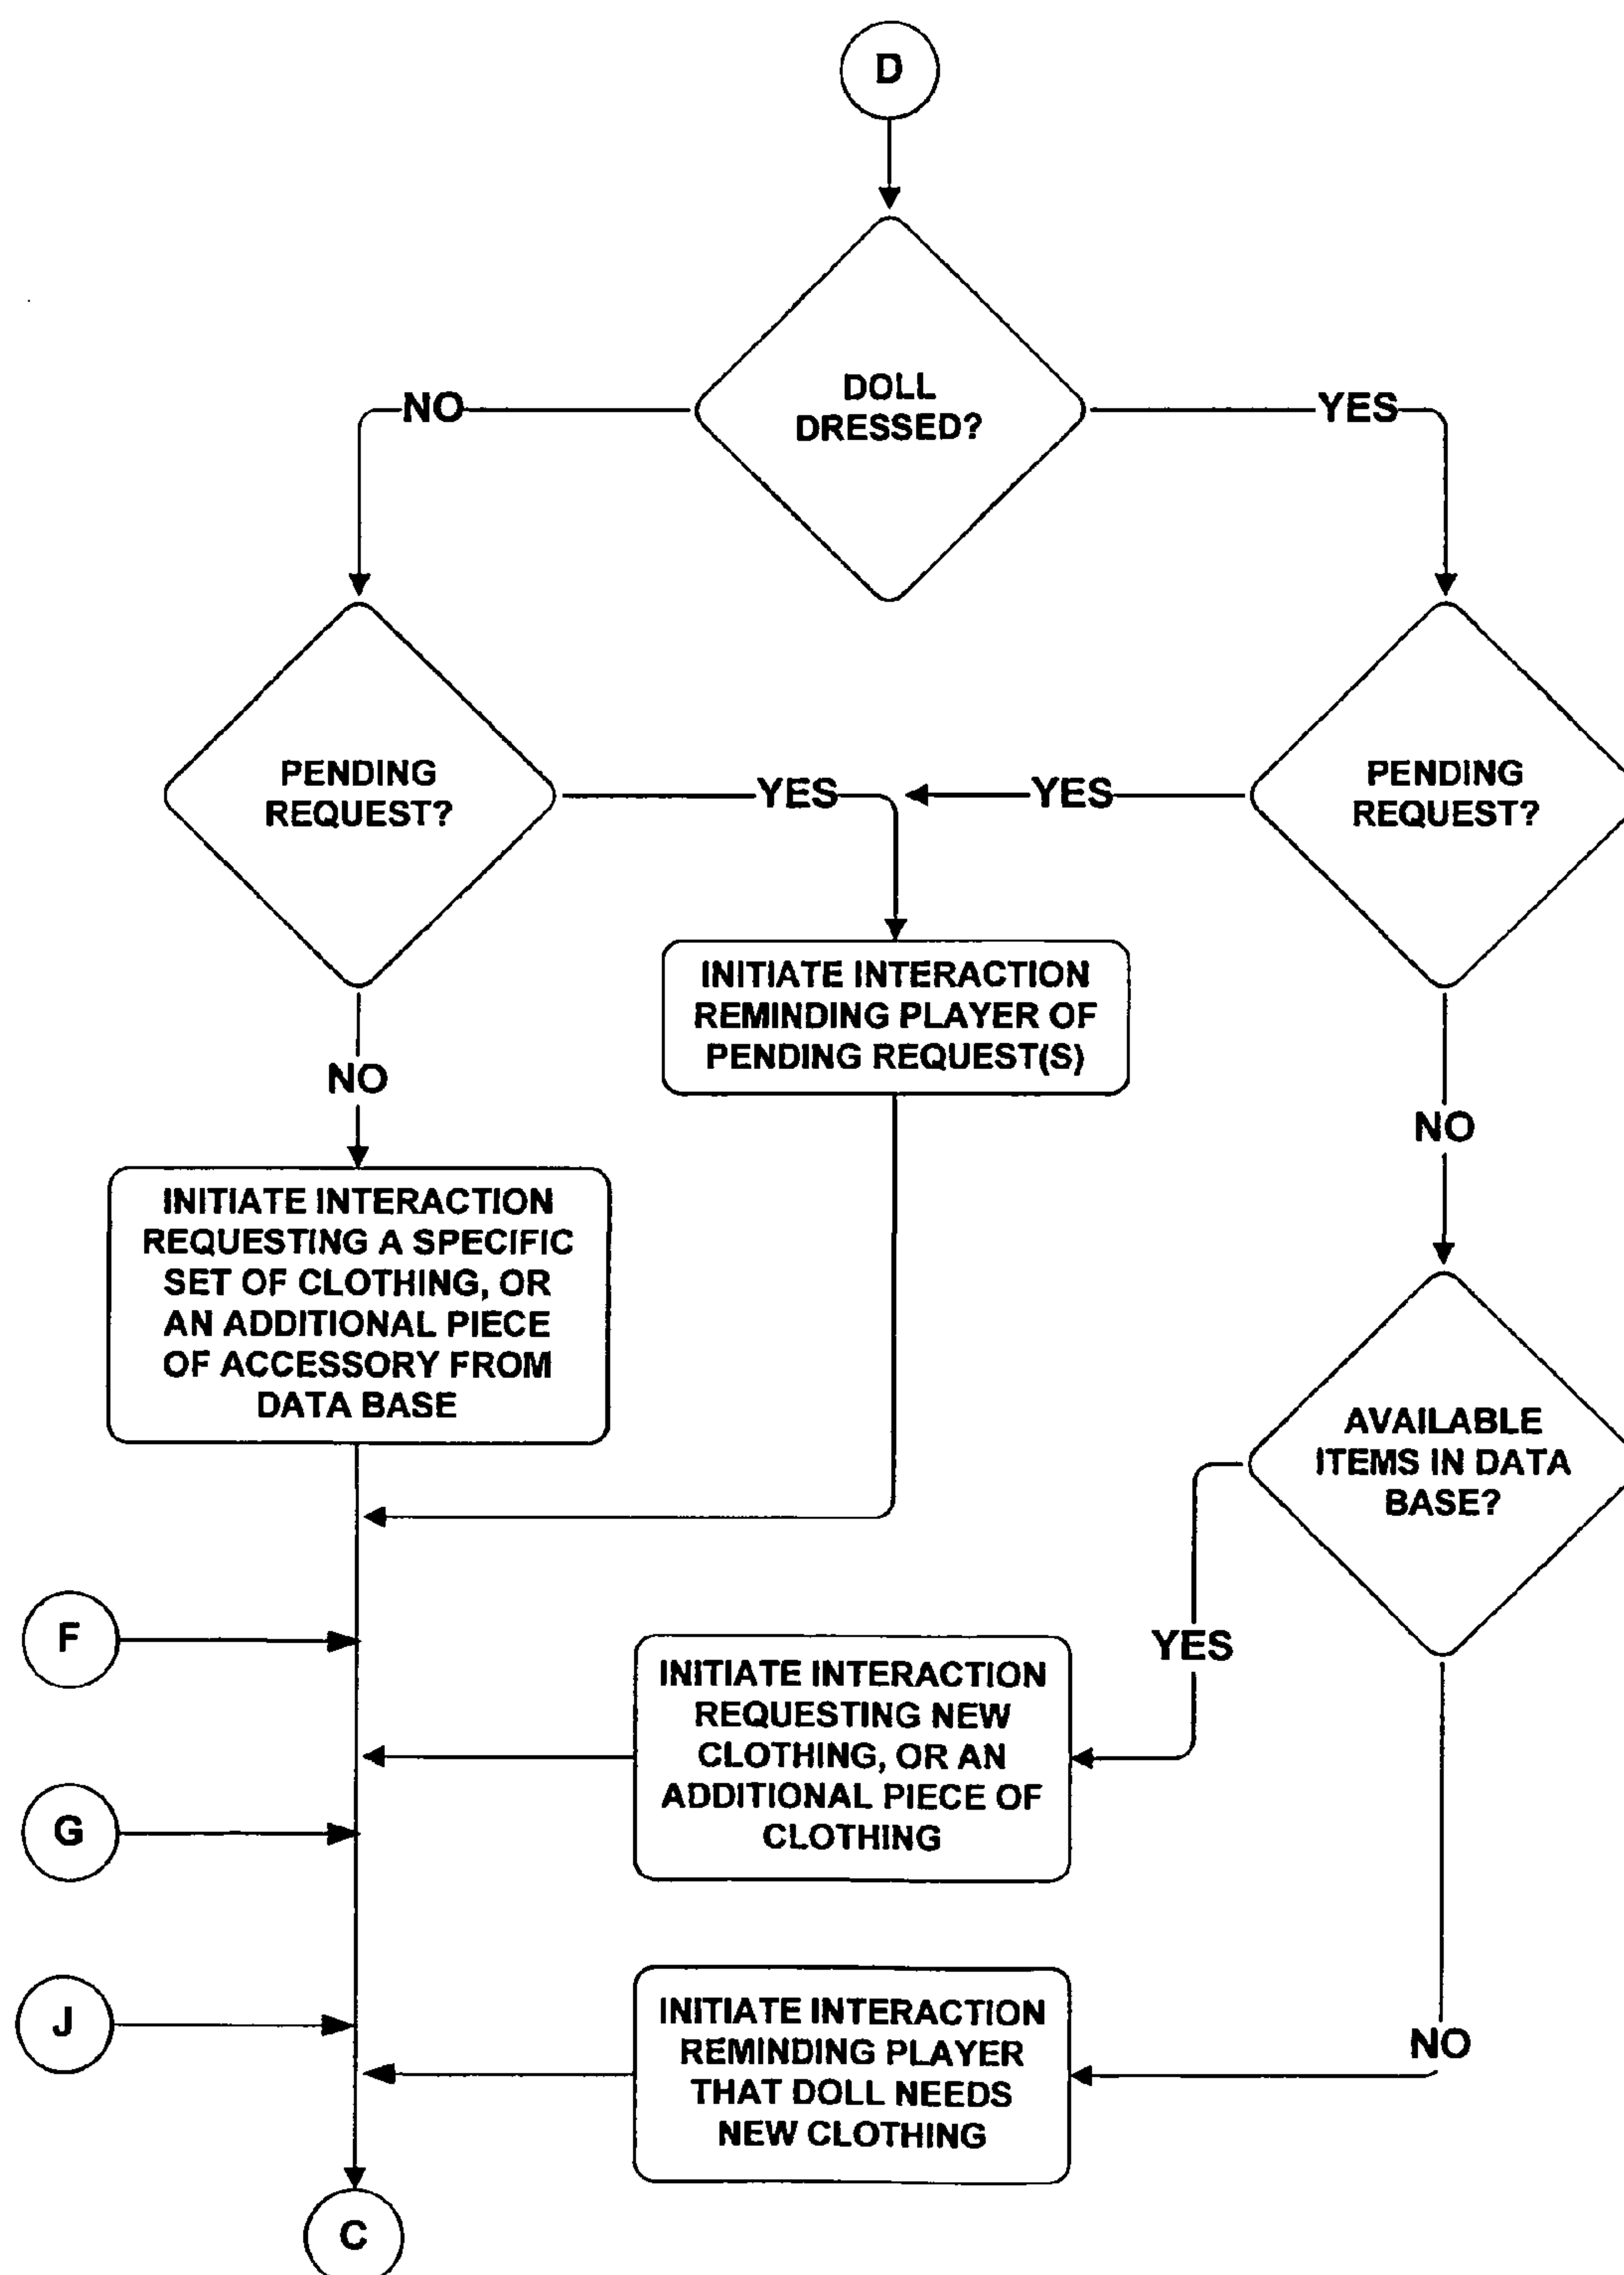 D
DOLL
DRESSED?
NO
YES
PENDING
REQUEST?
YES
YES
PENDING
REQUEST?
INITIATE INTERACTION
REMINDING PLAYER OF
PENDING REQUEST(S)
NO
NO
INITIATE INTERACTION
REQUESTING A SPECIFIC
SET OF CLOTHING, OR
AN ADDITIONAL PIECE
OF ACCESSORY FROM
DATA BASE
AVAILABLE
ITEMS IN DATA
BASE?
F
YES
INITIATE INTERACTION
REQUESTING NEW
CLOTHING, OR AN
ADDITIONAL PIECE OF
CLOTHING
G
J
INITIATE INTERACTION
REMINDING PLAYER
THAT DOLL NEEDS
NEW CLOTHING
NO
C